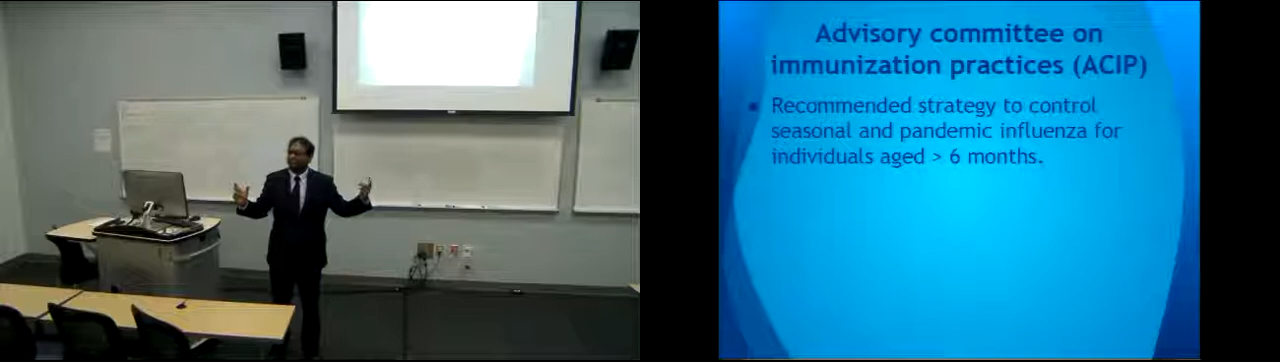 Advisory committee on
immunization practices (ACIP)
Recommended strategy to control
seasonal and pandemic influenza for
individuals aged > 6 months.